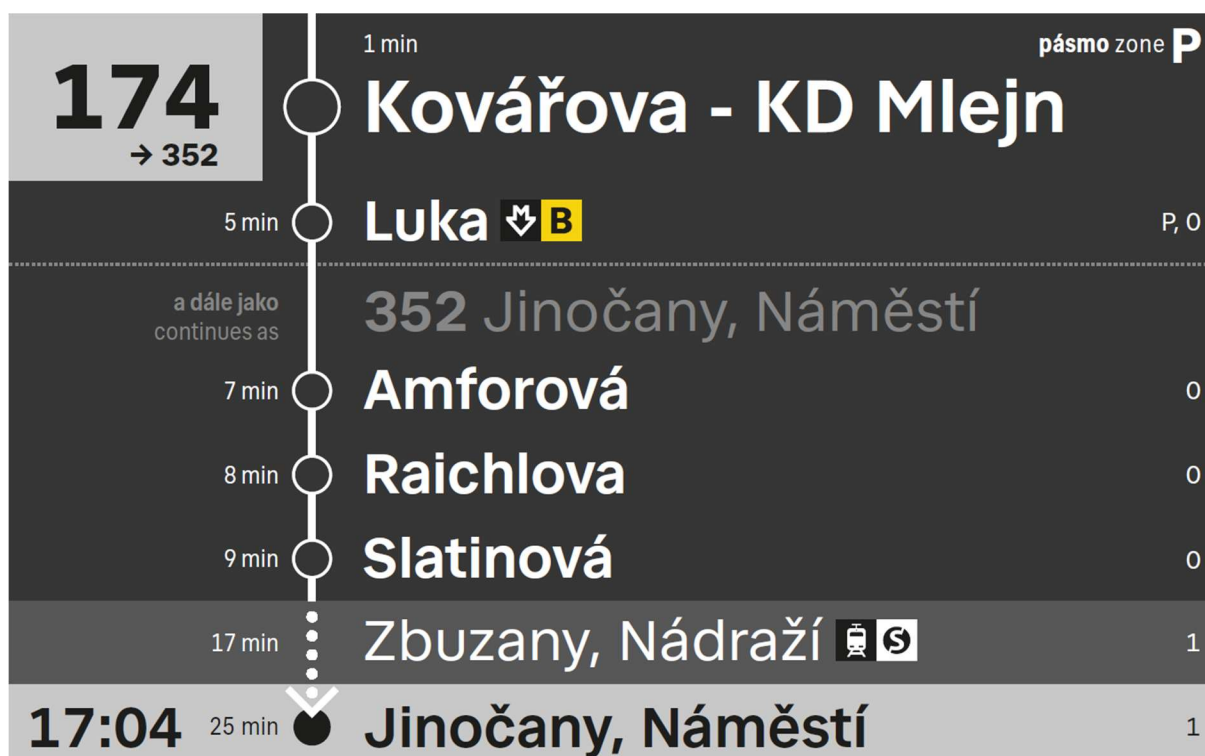 174
→ 352
1 min
pásmo zone P
Kovářova - KD Mlejn
5 min Luka B P, 0
a dále jako
continues as
352 Jinočany, Náměstí
7 min Amforová 0
8 min Raichlova 0
9 min Slatinová 0
17 min Zbuzany, Nádraží S 1
17:04 25 min Jinočany, Náměstí 1